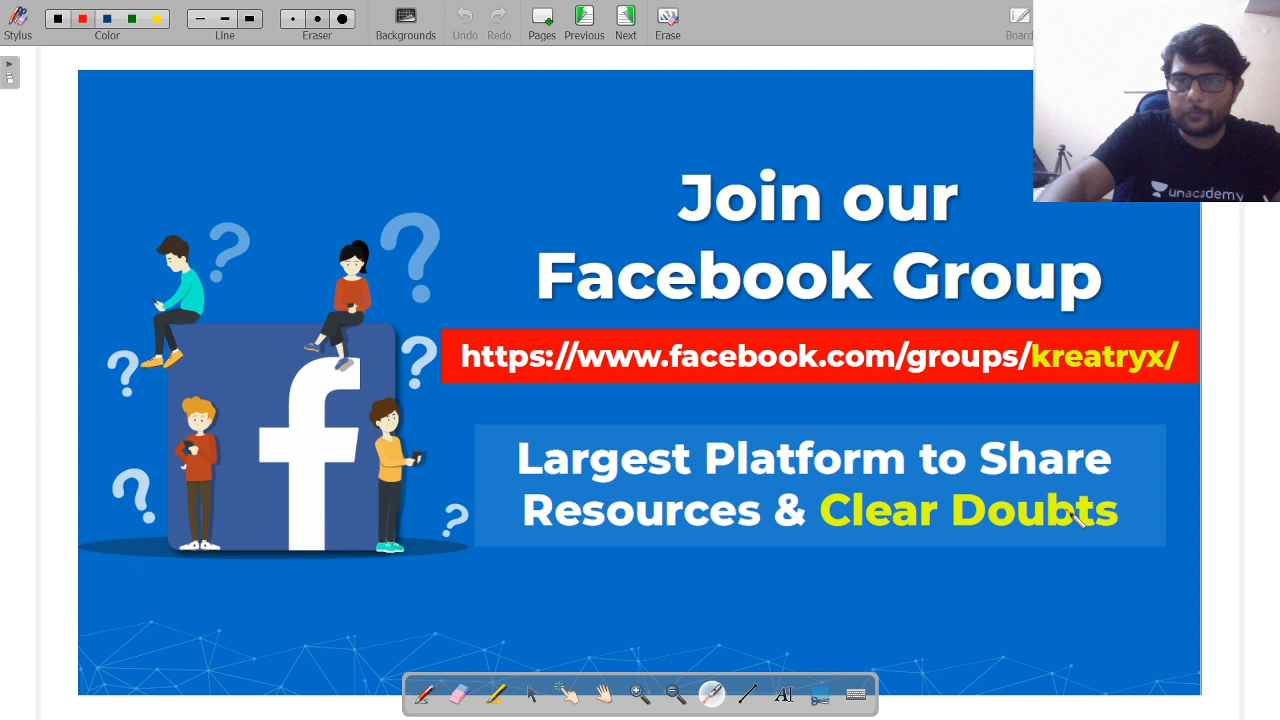 Stylus
Color
Line
Eraser
Backgrounds
Undo
Redo
Pages
Previous
Next
Erase
Board
unacademy
Join our
Facebook Group
https://www.facebook.com/groups/kreatryx/
f
Largest Platform to Share
Resources & Clear Doubts
? ? ? ? ? ?
AI